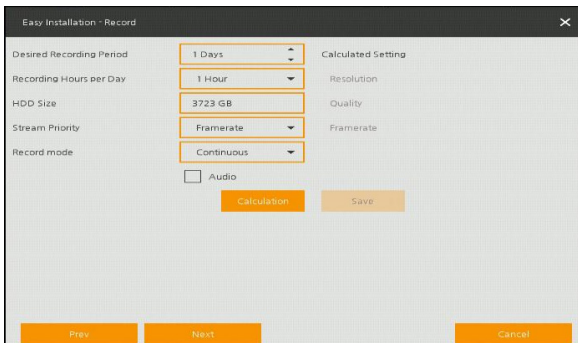 Easy Installation - Record
Desired Recording Period 1 Days Calculated Setting
Recording Hours per Day 1 Hour Resolution
HDD Size 3723 GB Quality
Stream Priority Framerate Framerate
Record mode Continuous
Audio
Calculation Save
Prev Next Cancel